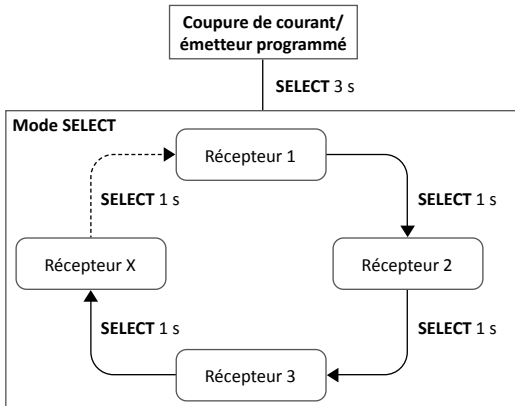 Coupure de courant/
émetteur programmé
SELECT 3 s
Mode SELECT
Récepteur 1
SELECT 1 s
SELECT 1 s
Récepteur X
Récepteur 2
SELECT 1 s
SELECT 1 s
Récepteur 3